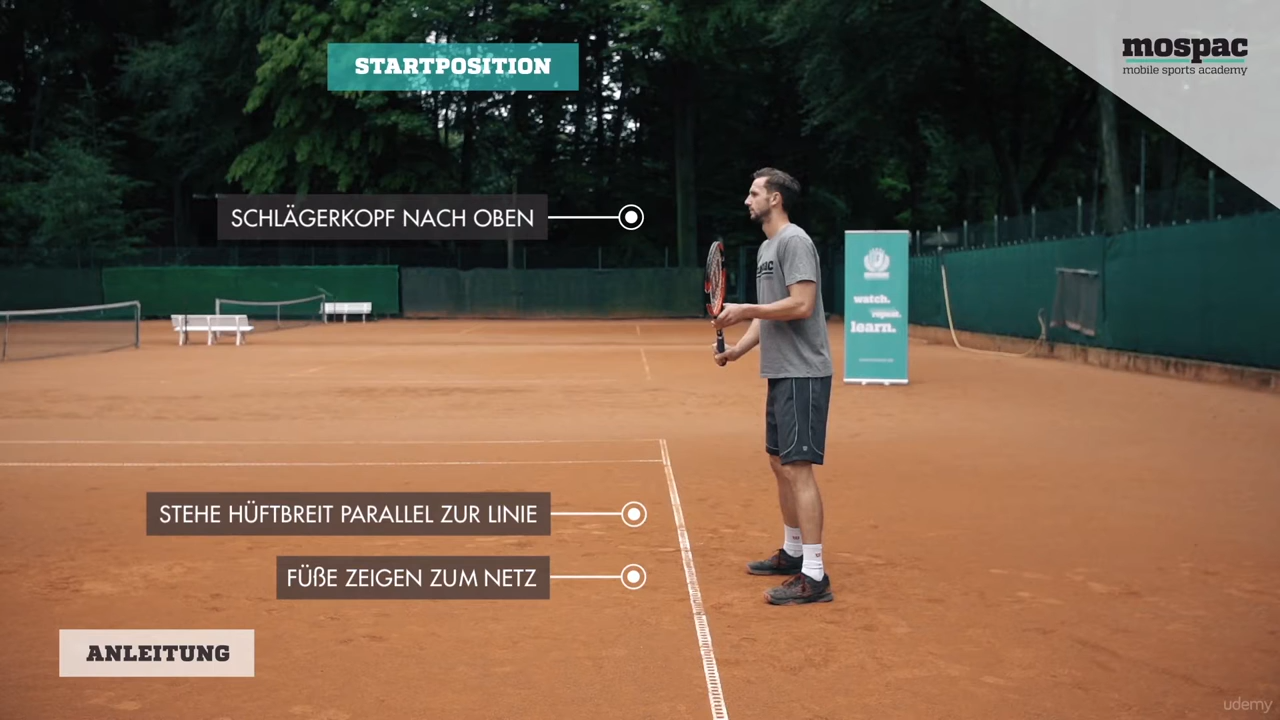 STARTPOSITION
mospac
mobile sports academy
SCHLÄGERKOPF NACH OBEN
watch.
repeat.
learn.
STEHE HÜFTBREIT PARALLEL ZUR LINIE
FÜßE ZEIGEN ZUM NETZ
ANLEITUNG
udemy